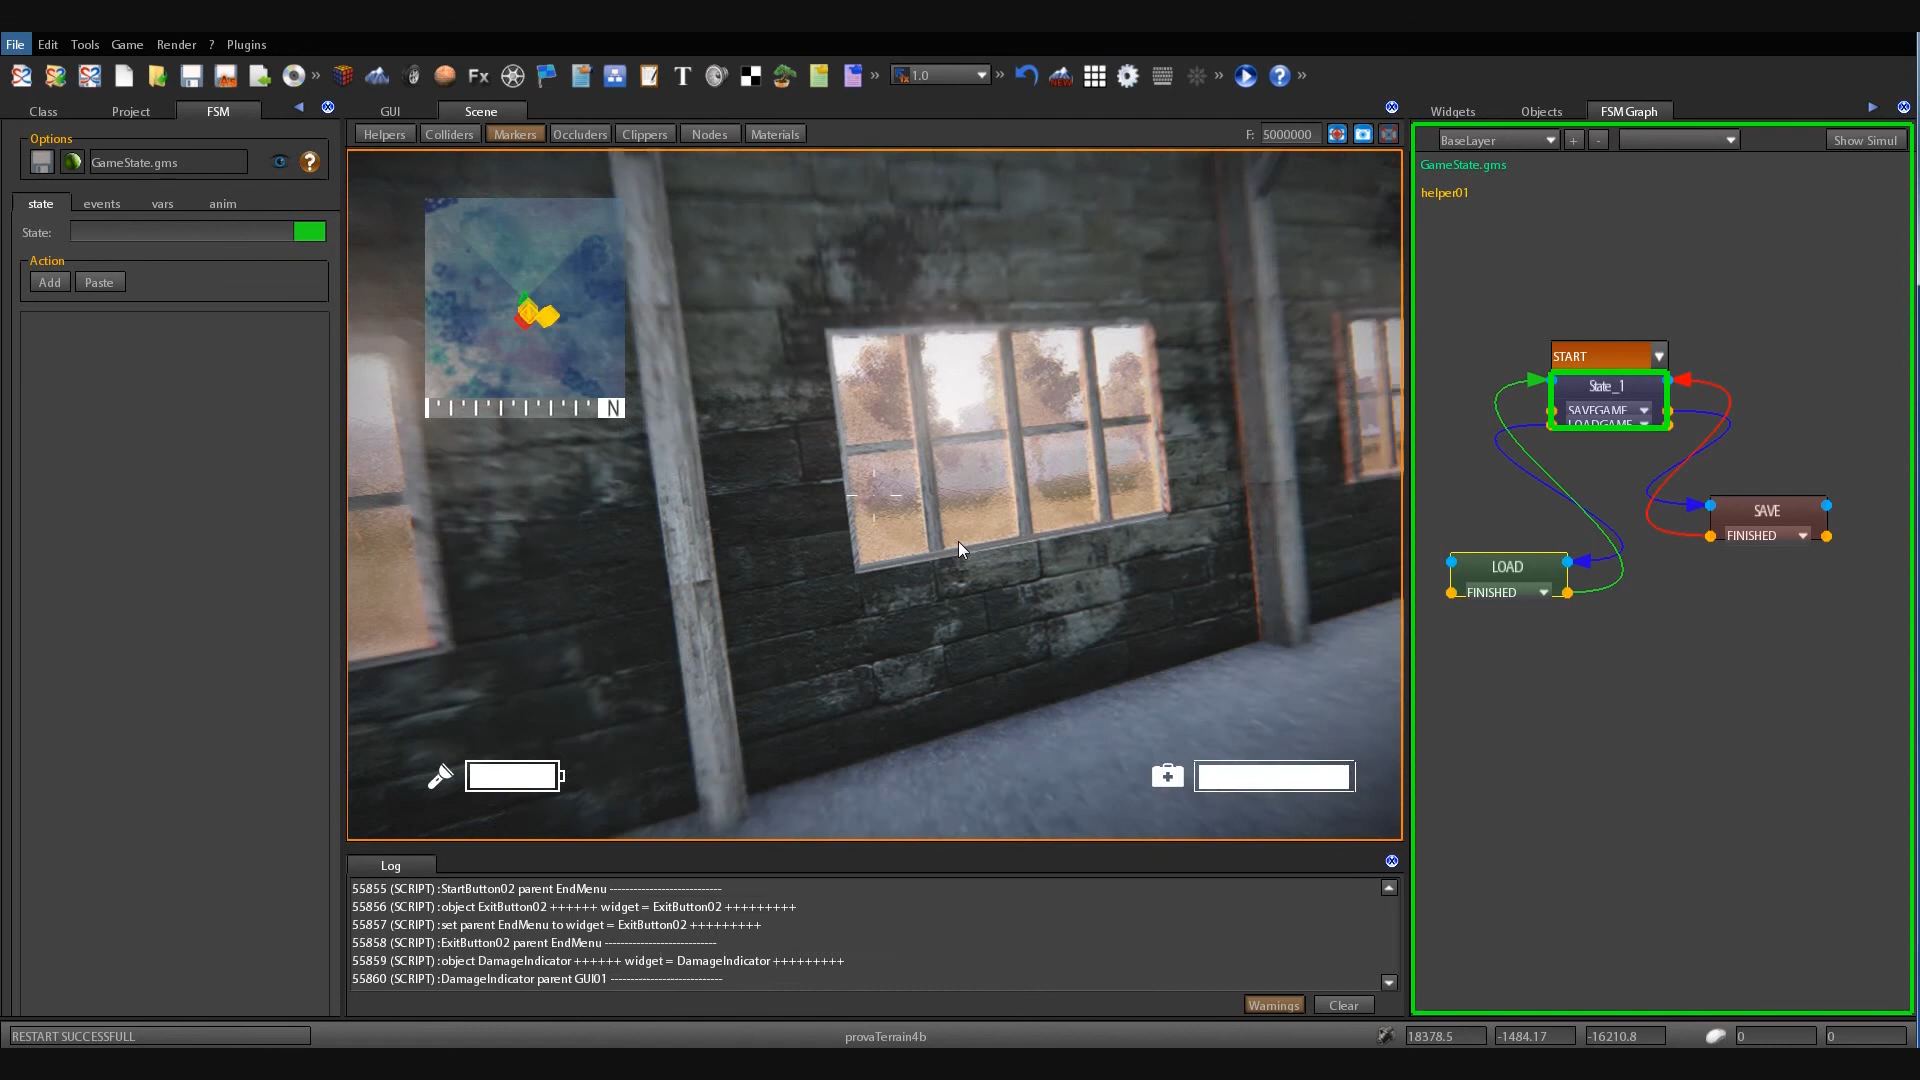 File Edit Tools Game Render ? Plugins
Fx T 1.0
Class Project FSM
GUI Scene
Widgets Objects FSM Graph
Helpers Colliders Markers Occluders Clippers Nodes Materials F: 5000000
BaseLayer + - Show Simul
Options
GameState.gms
state events vars anim
State:
Action
Add Paste
N
GameState.gms
helper01
START
State_1
SAVEGAME
LOADGAME
SAVE
FINISHED
LOAD
FINISHED
Log
55855 (SCRIPT) :StartButton02 parent EndMenu ----------------------------
55856 (SCRIPT) :object ExitButton02 ++++++ widget = ExitButton02 +++++++++
55857 (SCRIPT) :set parent EndMenu to widget = ExitButton02 +++++++++
55858 (SCRIPT) :ExitButton02 parent EndMenu ----------------------------
55859 (SCRIPT) :object DamageIndicator ++++++ widget = DamageIndicator +++++++++
55860 (SCRIPT) :DamageIndicator parent GUI01 ----------------------------
Warnings Clear
RESTART SUCCESSFULL provaTerrain4b 18378.5 -1484.17 -16210.8 0 0